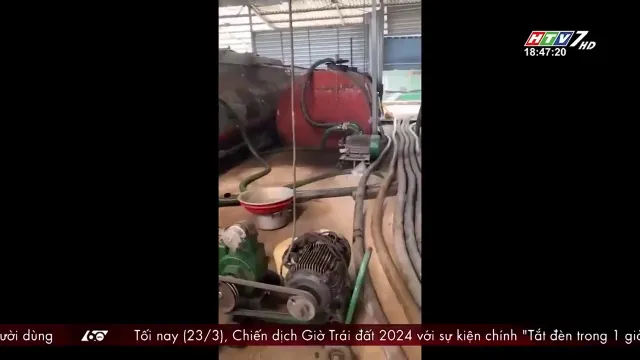 HTV7 HD
18:47:20
ười dùng 60 Tối nay (23/3), Chiến dịch Giờ Trái đất 2024 với sự kiện chính "Tắt đèn trong 1 giờ